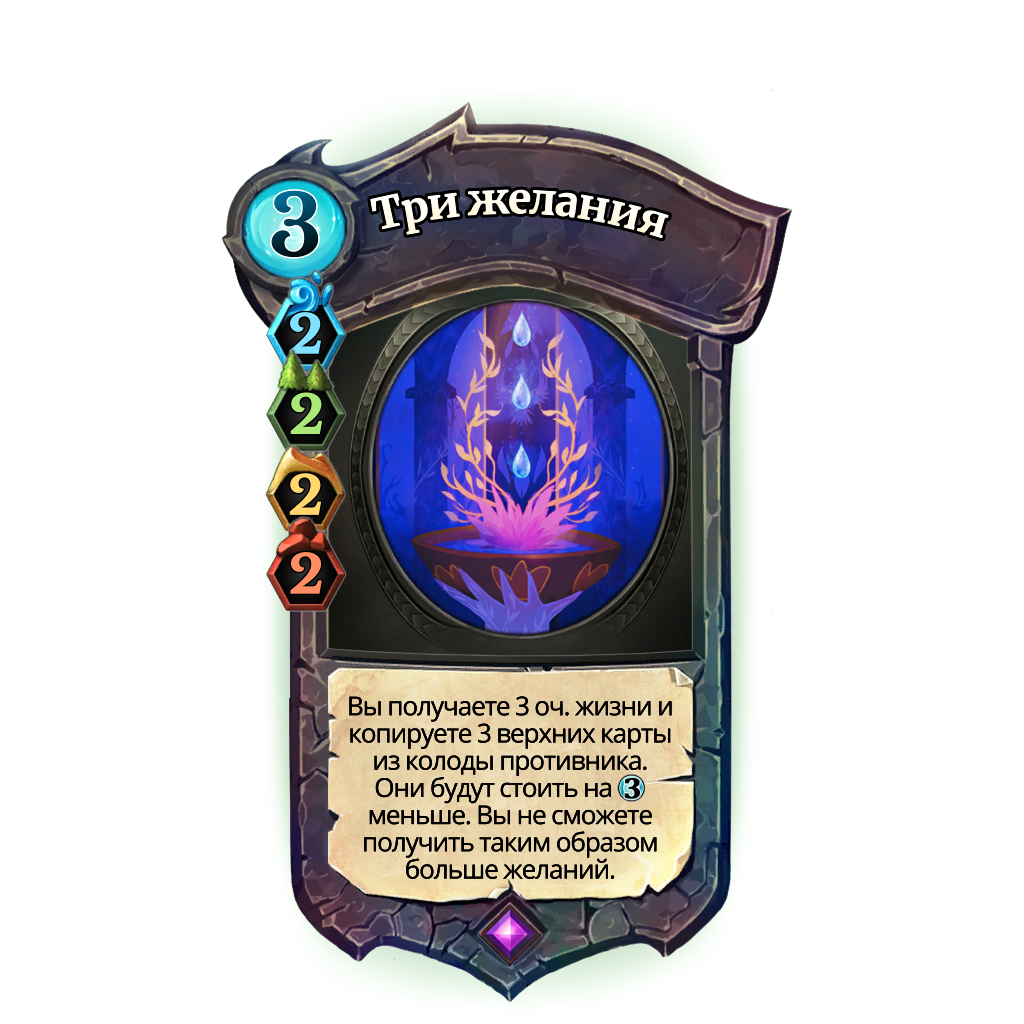 3
Три желания
2
2
2
2
Вы получаете 3 оч. жизни и
копируете 3 верхних карты
из колоды противника.
Они будут стоить на 3
меньше. Вы не сможете
получить таким образом
больше желаний.